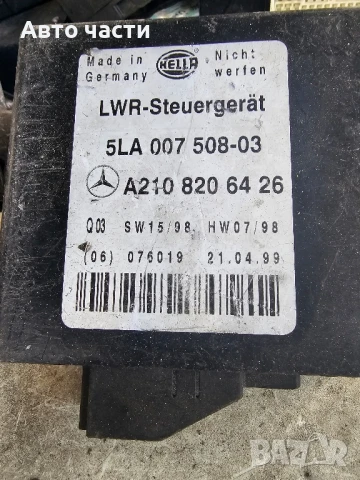 Авто части
Made in
Germany
HELLA
Nicht
werfen
LWR-Steuergerät
5LA 007 508-03
A210 820 64 26
Q03 SW15/98 HW07/98
(06) 076019 21.04.99
BAZAR